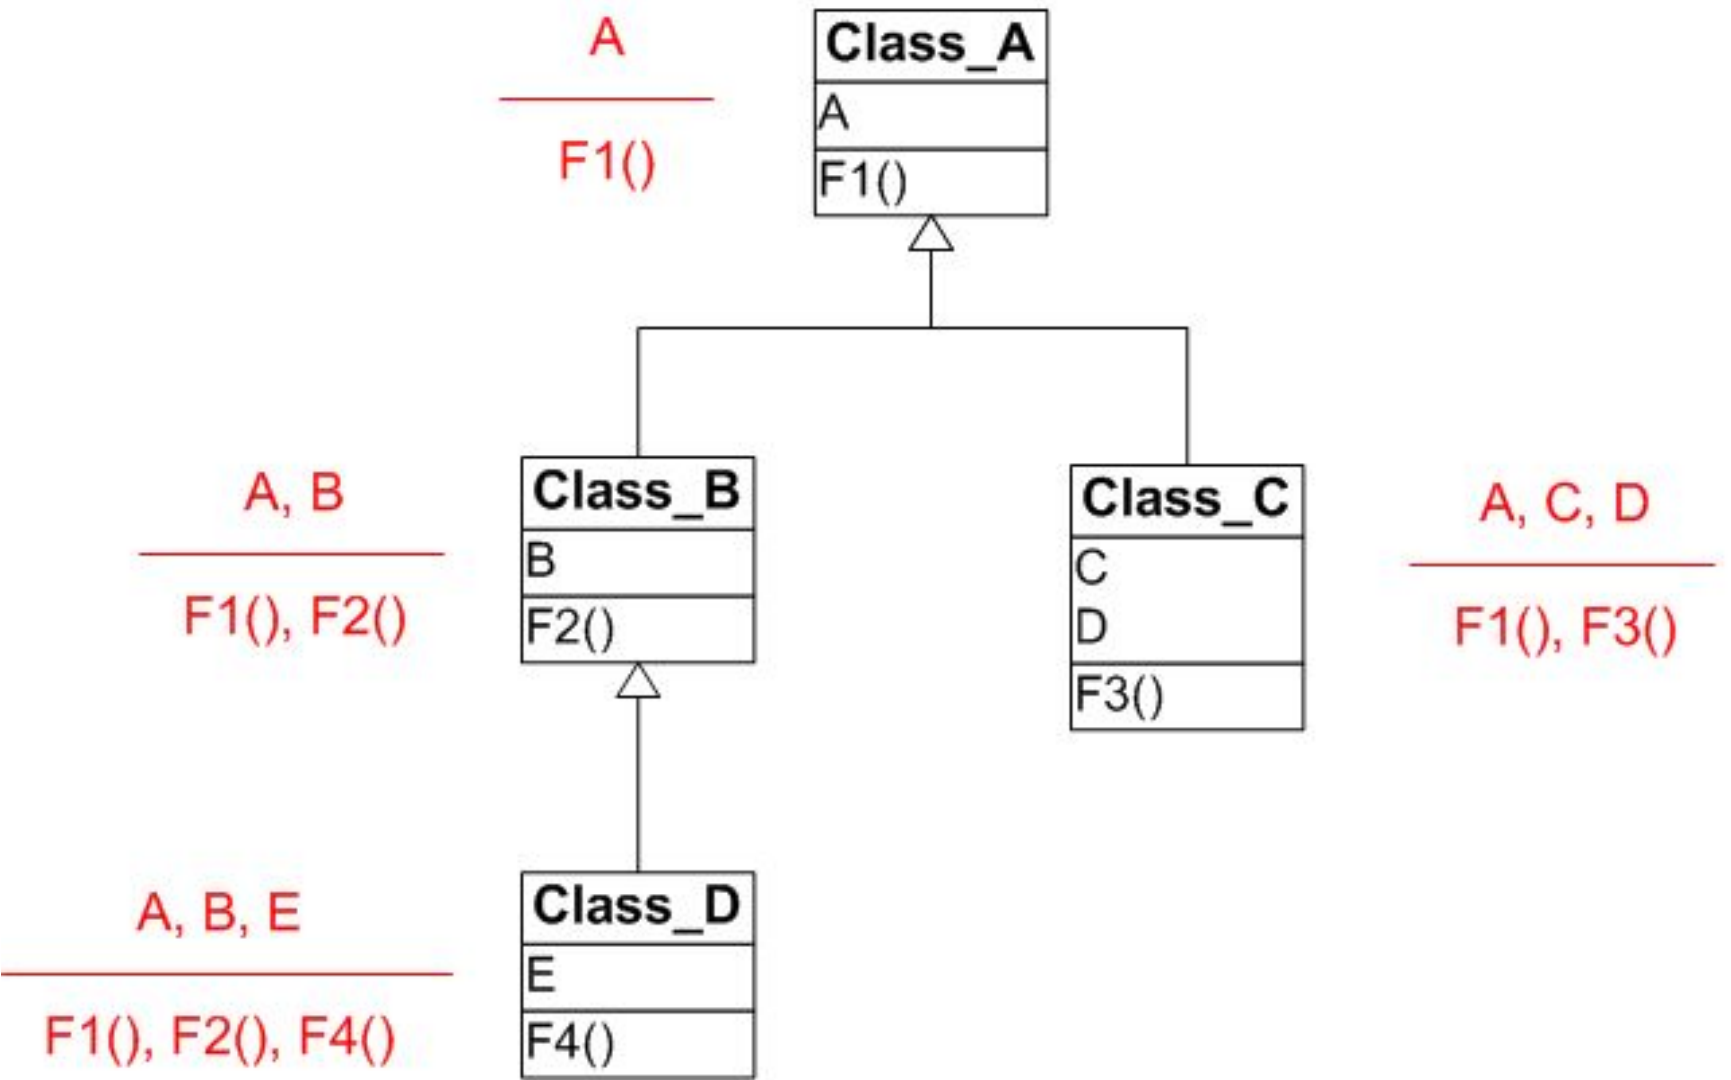 A
F1()
Class_A
A
F1()
A, B
F1(), F2()
Class_B
B
F2()
Class_C
C
D
F3()
A, C, D
F1(), F3()
A, B, E
F1(), F2(), F4()
Class_D
E
F4()